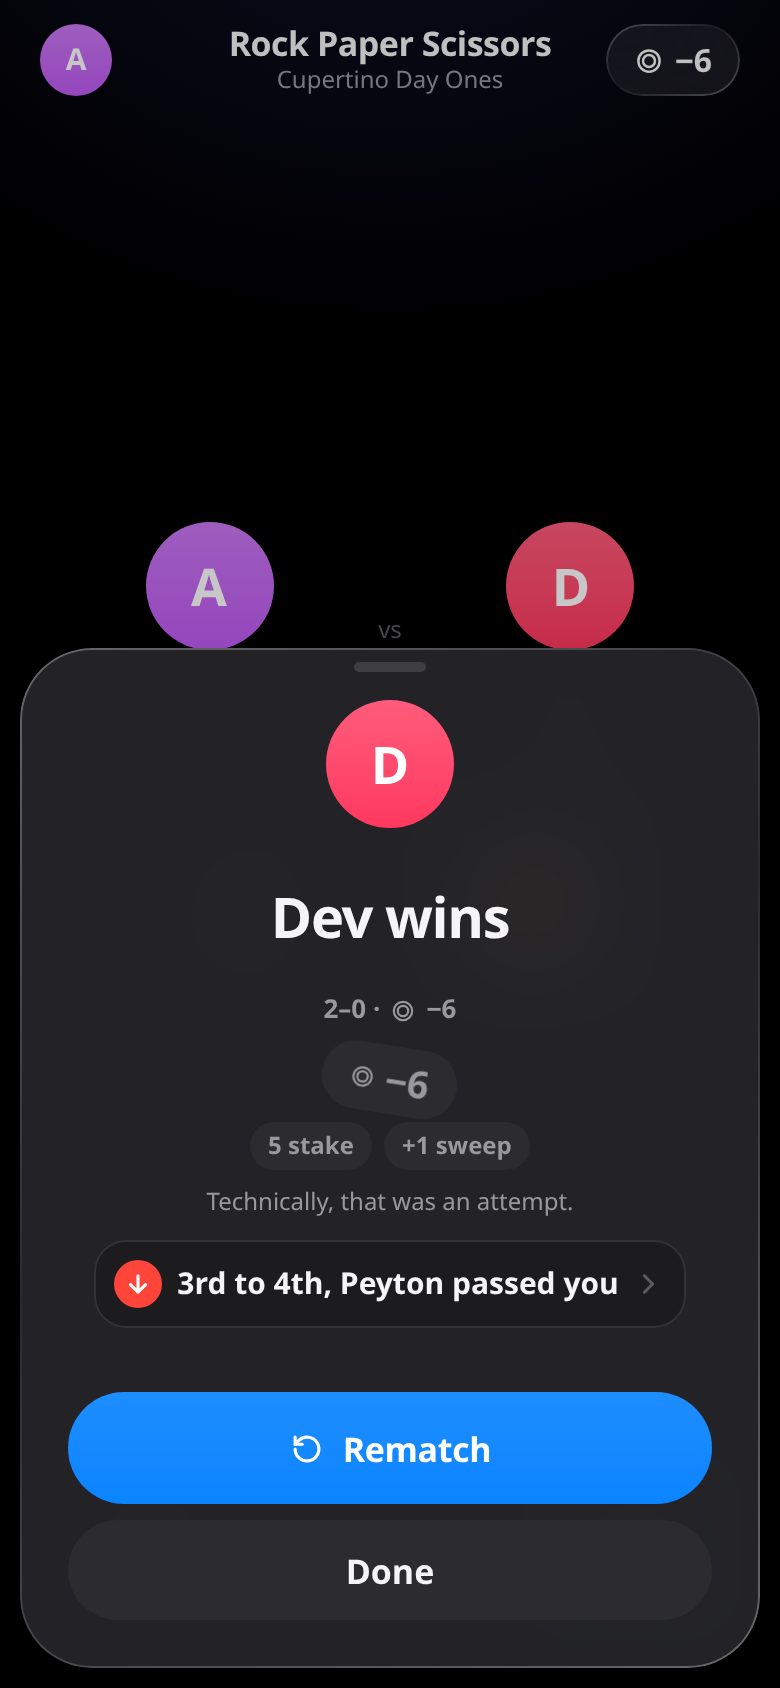 A
Rock Paper Scissors
Cupertino Day Ones
−6
A
vs
D
D
Dev wins
2–0 · −6
−6
5 stake
+1 sweep
Technically, that was an attempt.
3rd to 4th, Peyton passed you
Rematch
Done